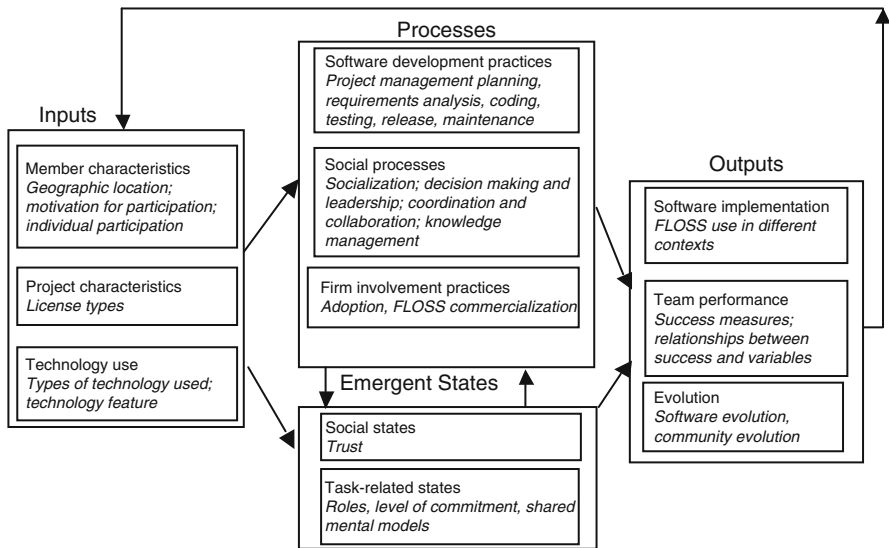 Processes
Software development practices
Project management planning,
requirements analysis, coding,
testing, release, maintenance
Social processes
Socialization; decision making and
leadership; coordination and
collaboration; knowledge
management
Firm involvement practices
Adoption, FLOSS commercialization
Inputs
Member characteristics
Geographic location;
motivation for participation;
individual participation
Project characteristics
License types
Technology use
Types of technology used;
technology feature
Emergent States
Social states
Trust
Task-related states
Roles, level of commitment, shared
mental models
Outputs
Software implementation
FLOSS use in different
contexts
Team performance
Success measures;
relationships between
success and variables
Evolution
Software evolution,
community evolution